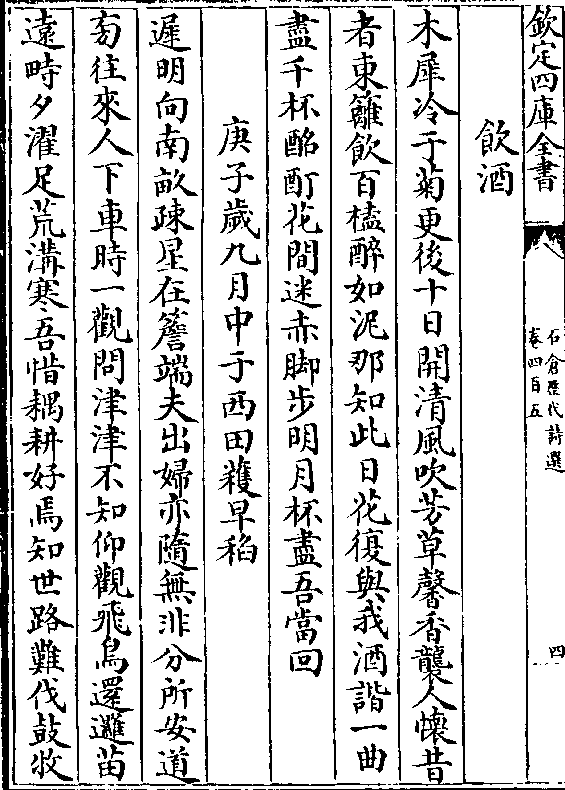 欽定四庫全書
石倉歷代詩選
卷四百五
四
飲酒
木犀冷于菊更後十日開清風吹芳草馨香襲人懷昔
者東籬飲百榼醉如泥那知此日花復與我酒諧一曲
盡千杯酩酊花間迷赤脚步明月杯盡吾當回
庚子歲九月中于西田穫早稻
遲明向南畝疎星在簷端夫出婦亦隨無非分所安道
旁往來人下車時一觀問津津不知仰觀飛鳥還邐苗
遠時夕濯足荒溝寒吾惜耦耕好焉知世路難伐鼓收